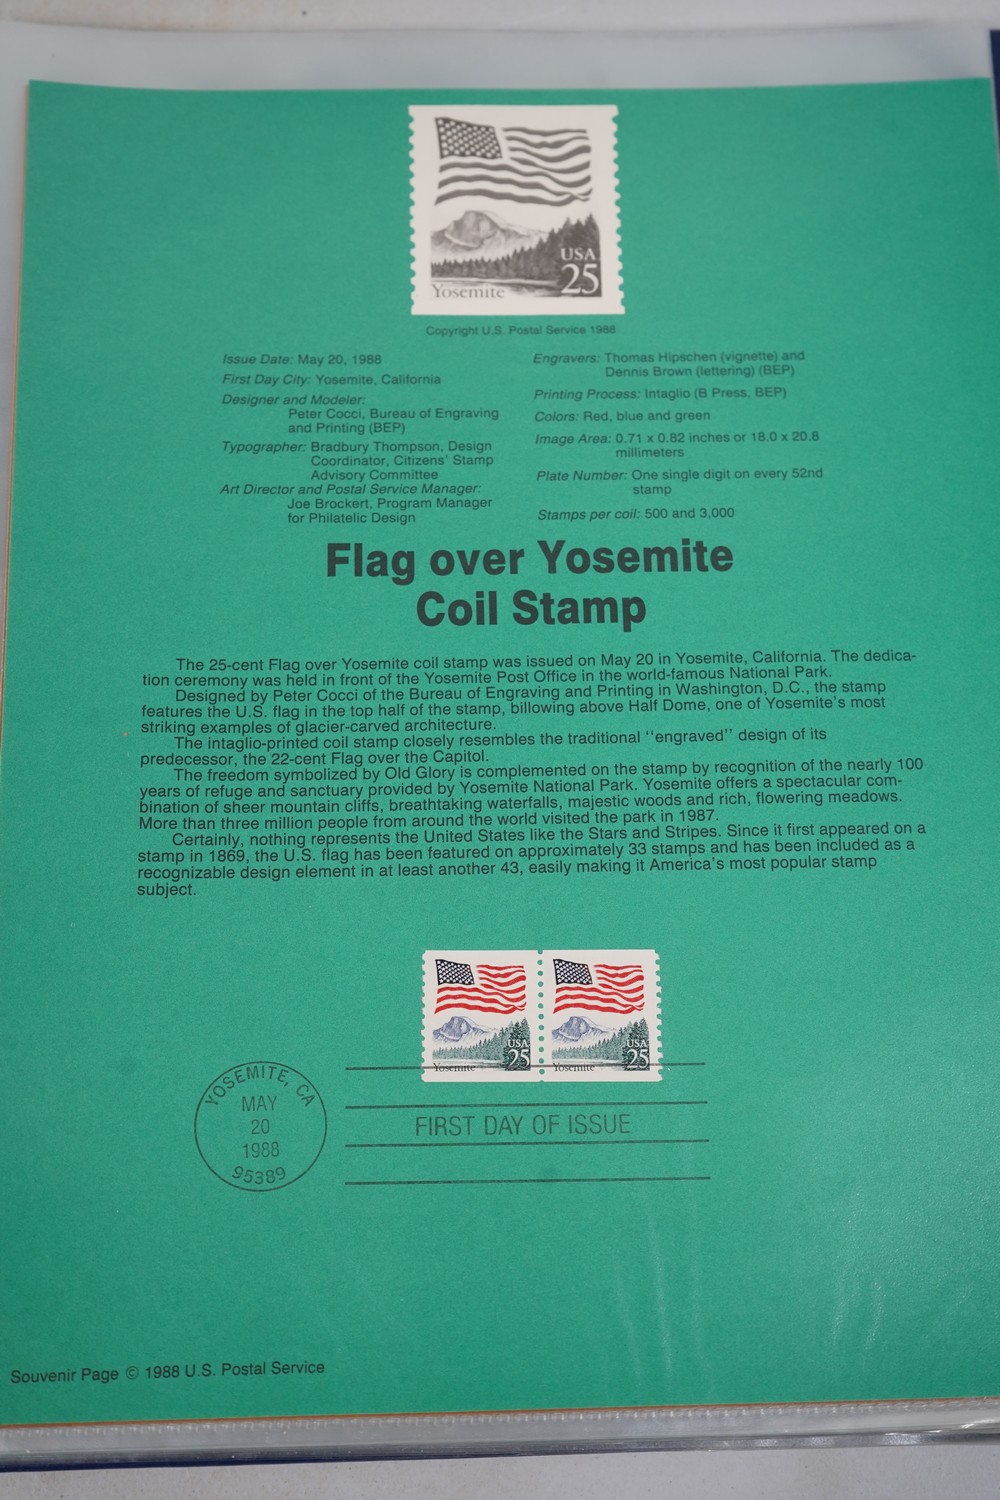 USA
25
Yosemite
Copyright U.S. Postal Service 1988
Issue Date: May 20, 1988
First Day City: Yosemite, California
Designer and Modeler:
Peter Cocci, Bureau of Engraving
and Printing (BEP)
Typographer: Bradbury Thompson, Design
Coordinator, Citizens' Stamp
Advisory Committee
Art Director and Postal Service Manager:
Joe Brockert, Program Manager
for Philatelic Design
Engravers: Thomas Hipschen (vignette) and
Dennis Brown (lettering) (BEP)
Printing Process: Intaglio (B Press, BEP)
Colors: Red, blue and green
Image Area: 0.71 x 0.82 inches or 18.0 x 20.8
millimeters
Plate Number: One single digit on every 52nd
stamp
Stamps per coil: 500 and 3,000
Flag over Yosemite
Coil Stamp
The 25-cent Flag over Yosemite coil stamp was issued on May 20 in Yosemite, California. The dedica-
tion ceremony was held in front of the Yosemite Post Office in the world-famous National Park.
Designed by Peter Cocci of the Bureau of Engraving and Printing in Washington, D.C., the stamp
features the U.S. flag in the top half of the stamp, billowing above Half Dome, one of Yosemite's most
striking examples of glacier-carved architecture.
The intaglio-printed coil stamp closely resembles the traditional "engraved" design of its
predecessor, the 22-cent Flag over the Capitol.
The freedom symbolized by Old Glory is complemented on the stamp by recognition of the nearly 100
years of refuge and sanctuary provided by Yosemite National Park. Yosemite offers a spectacular com-
bination of sheer mountain cliffs, breathtaking waterfalls, majestic woods and rich, flowering meadows.
More than three million people from around the world visited the park in 1987.
Certainly, nothing represents the United States like the Stars and Stripes. Since it first appeared on a
stamp in 1869, the U.S. flag has been featured on approximately 33 stamps and has been included as a
recognizable design element in at least another 43, easily making it America's most popular stamp
subject.
USA
25
Yosemite
USA
25
Yosemite
YOSEMITE, CA
MAY
20
1988
95389
FIRST DAY OF ISSUE
Souvenir Page © 1988 U.S. Postal Service